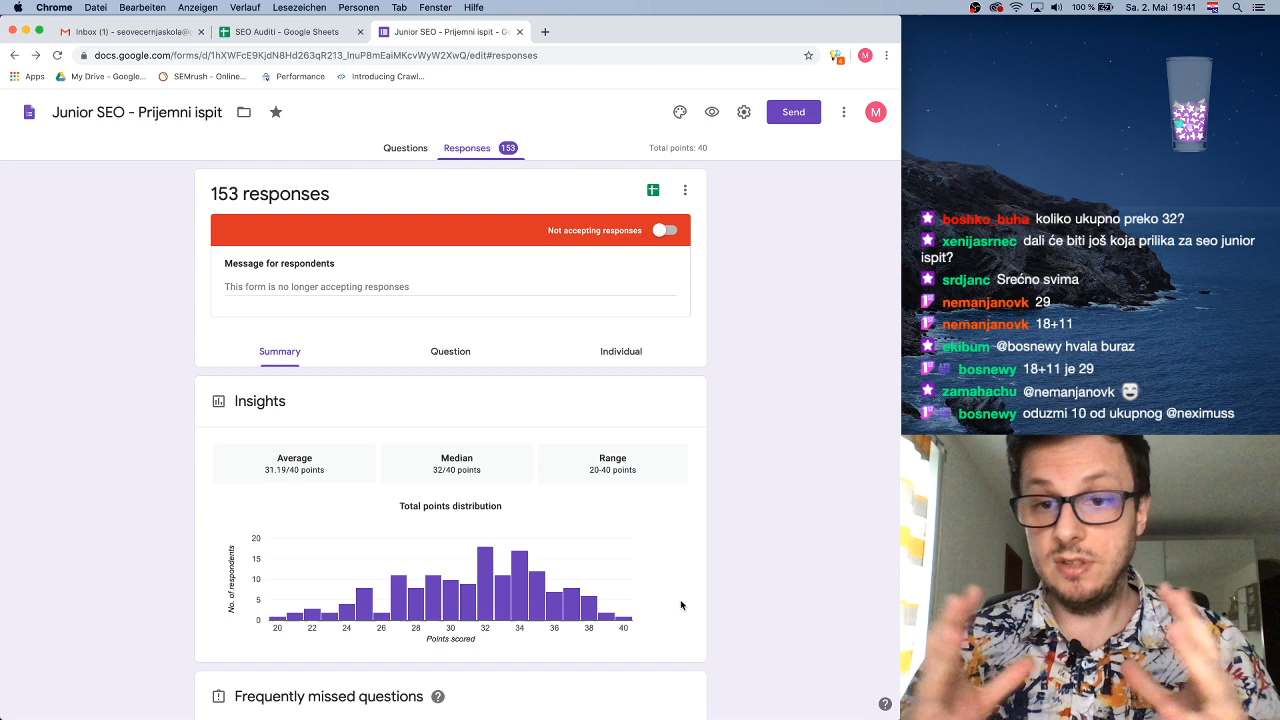 Chrome Datei Bearbeiten Anzeigen Verlauf Lesezeichen Personen Tab Fenster Hilfe
Sa. 2. Mai 19:41
Inbox (1) - seovecernjaskola@g
SEO Auditi - Google Sheets
Junior SEO - Prijemni ispit - Go
docs.google.com/forms/d/1hXWFcE9KjdN8Hd263qR213_InuP8mEaiMKcvWyW2XwQ/edit#responses
M
Apps
My Drive - Google...
SEMrush - Online...
Performance
Introducing Crawl...
Junior SEO - Prijemni ispit
Send
M
Questions
Responses 153
Total points: 40
153 responses
Not accepting responses
Message for respondents
This form is no longer accepting responses
Summary
Question
Individual
Insights
Average
31.19/40 points
Median
32/40 points
Range
20-40 points
Total points distribution
No. of respondents
20
15
10
5
0
20 22 24 26 28 30 32 34 36 38 40
Points scored
Frequently missed questions
boshko_buha koliko ukupno preko 32?
xenijasrnec dali će biti još koja prilika za seo junior
ispit?
srdjanc Srećno svima
nemanjanovk 29
nemanjanovk 18+11
ekibum @bosnewy hvala buraz
bosnewy 18+11 je 29
zamahachu @nemanjanovk
bosnewy oduzmi 10 od ukupnog @neximuss